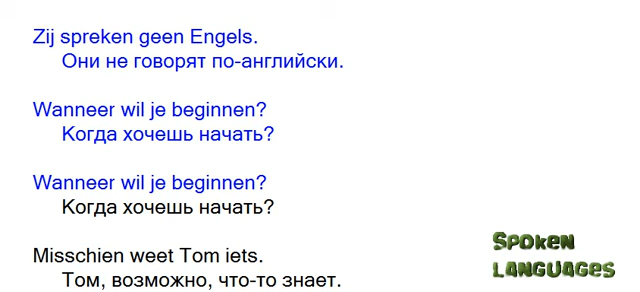 Zij spreken geen Engels.
Они не говорят по-английски.
Wanneer wil je beginnen?
Когда хочешь начать?
Wanneer wil je beginnen?
Когда хочешь начать?
Misschien weet Tom iets.
Том, возможно, что-то знает.
Spoken
Languages